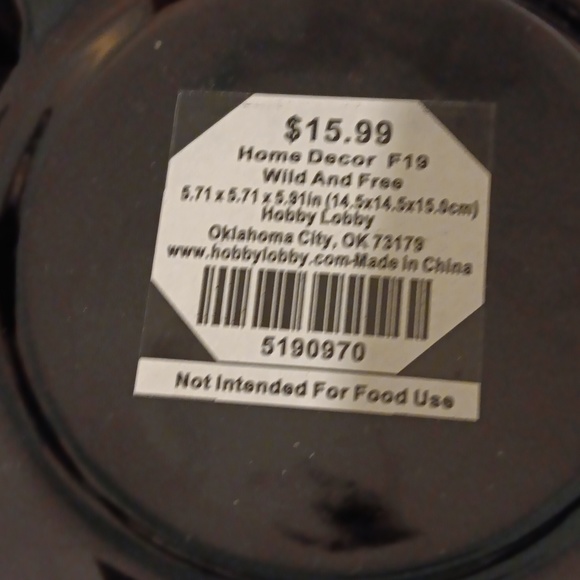 $15.99
Home Decor F19
Wild And Free
5.71 x 5.71 x 5.91in (14.5x14.5x15.0cm)
Hobby Lobby
Oklahoma City, OK 73179
www.hobbylobby.com-Made in China
5190970
Not Intended For Food Use